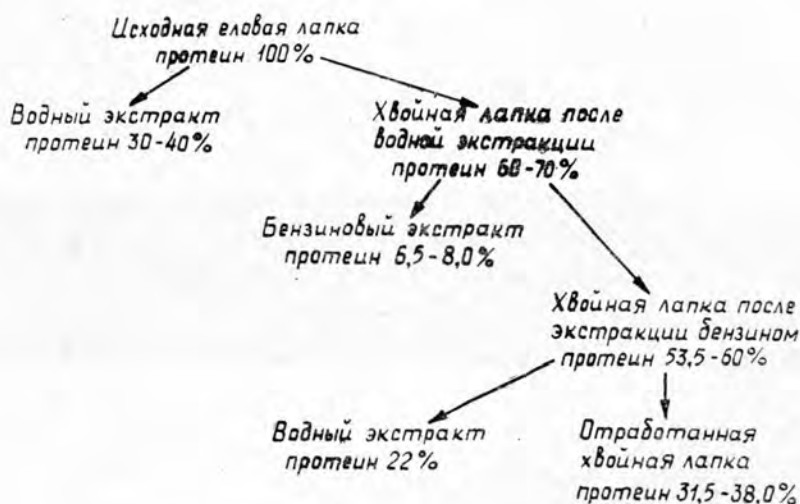 Исходная еловая лапка
протеин 100%
Водный экстракт
протеин 30-40%
Хвойная лапка после
водной экстракции
протеин 60-70%
Бензиновый экстракт
протеин 6,5-8,0%
Хвойная лапка после
экстракции бензином
протеин 53,5-60%
Водный экстракт
протеин 22%
Отработанная
хвойная лапка
протеин 31,5-38,0%